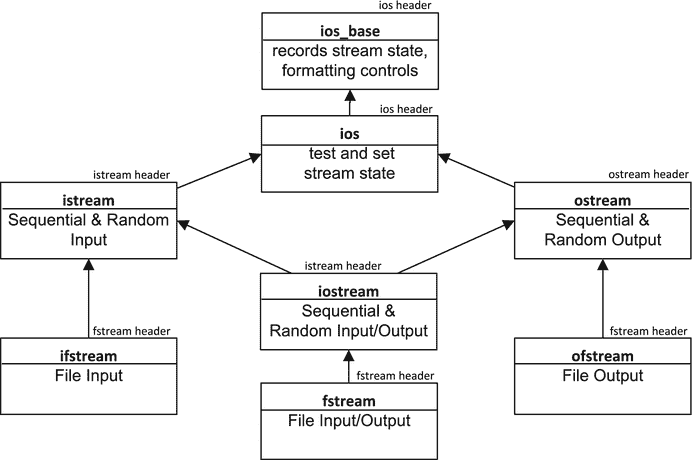 ios header
ios_base
records stream state,
formatting controls
ios header
ios
test and set
stream state
istream header
istream
Sequential & Random
Input
ostream header
ostream
Sequential &
Random Output
istream header
iostream
Sequential &
Random Input/Output
fstream header
ifstream
File Input
fstream header
fstream
File Input/Output
fstream header
ofstream
File Output